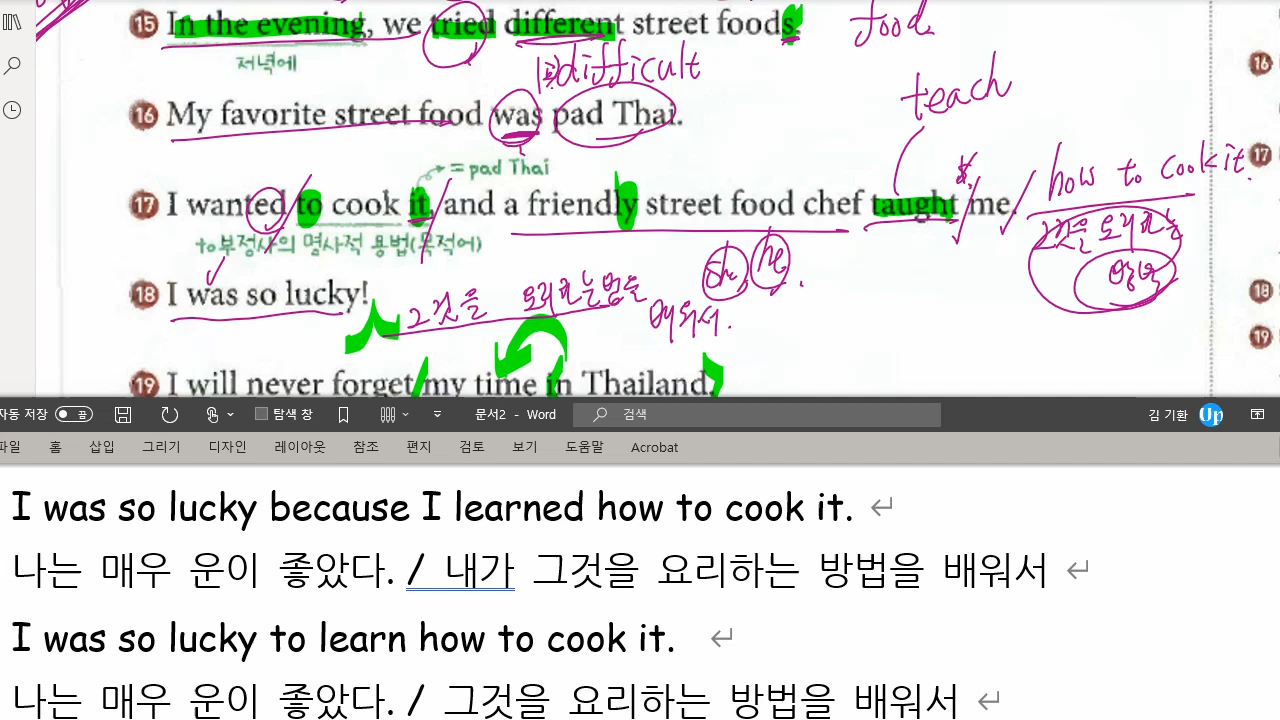 15 In the evening, we tried different street foods.
food
저녁에
difficult
16
16 My favorite street food was pad Thai.
teach
= pad Thai
how to cook it.
17
17 I wanted to cook it, and a friendly street food chef taught me.
그것을 요리하는
방법
to부정사의 명사적 용법(목적어)
she, he
18 I was so lucky!
18
그것을 요리하는 법을
배워서.
19
19 I will never forget my time in Thailand.
자동 저장 끔 탐색 창 문서2 - Word 검색 김 기환
파일 홈 삽입 그리기 디자인 레이아웃 참조 편지 검토 보기 도움말 Acrobat
I was so lucky because I learned how to cook it.
나는 매우 운이 좋았다. / 내가 그것을 요리하는 방법을 배워서
I was so lucky to learn how to cook it.
나는 매우 운이 좋았다. / 그것을 요리하는 방법을 배워서